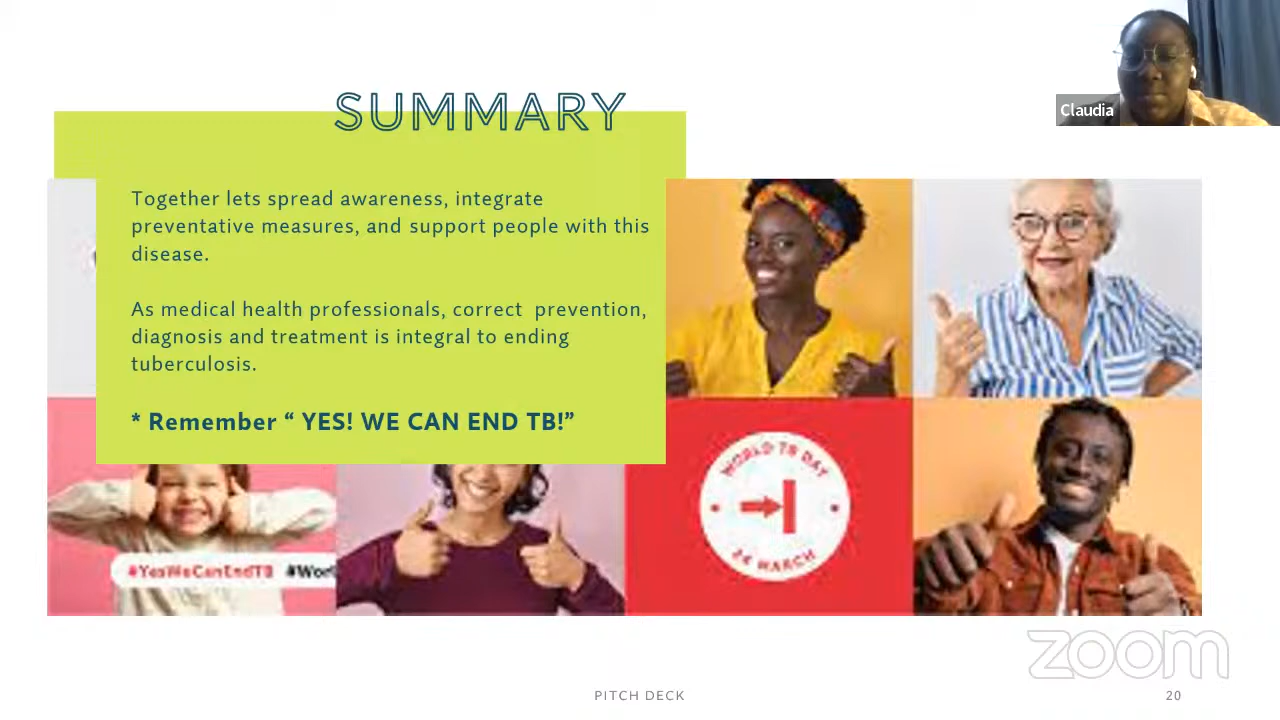 Claudia
SUMMARY
Together lets spread awareness, integrate
preventative measures, and support people with this
disease.
As medical health professionals, correct  prevention,
diagnosis and treatment is integral to ending
tuberculosis.
* Remember “ YES! WE CAN END TB!”
WORLD TB DAY
24 MARCH
#YesWeCanEndTB #Worl
zoom
PITCH DECK
20